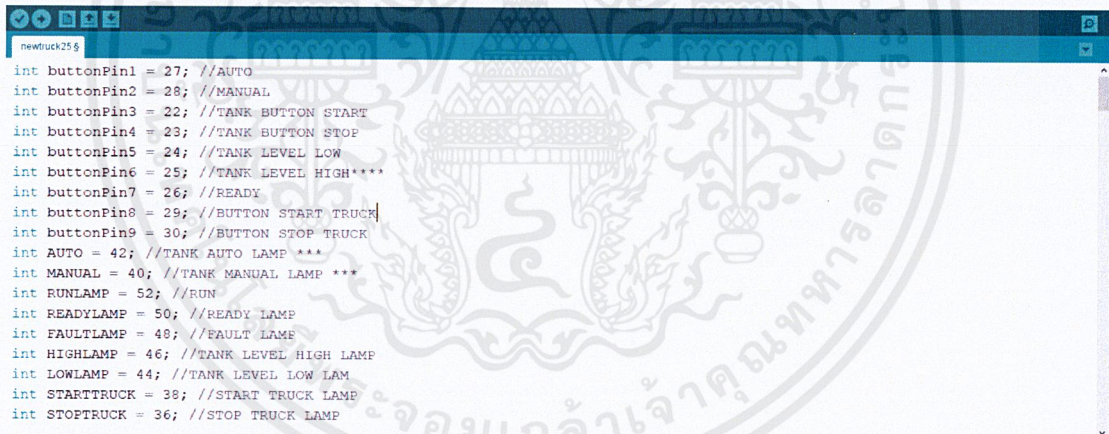 newtruck25 §
int buttonPin1 = 27; //AUTO
int buttonPin2 = 28; //MANUAL
int buttonPin3 = 22; //TANK BUTTON START
int buttonPin4 = 23; //TANK BUTTON STOP
int buttonPin5 = 24; //TANK LEVEL LOW
int buttonPin6 = 25; //TANK LEVEL HIGH****
int buttonPin7 = 26; //READY
int buttonPin8 = 29; //BUTTON START TRUCK
int buttonPin9 = 30; //BUTTON STOP TRUCK
int AUTO = 42; //TANK AUTO LAMP ***
int MANUAL = 40; //TANK MANUAL LAMP ***
int RUNLAMP = 52; //RUN
int READYLAMP = 50; //READY LAMP
int FAULTLAMP = 48; //FAULT LAMP
int HIGHLAMP = 46; //TANK LEVEL HIGH LAMP
int LOWLAMP = 44; //TANK LEVEL LOW LAM
int STARTTRUCK = 38; //START TRUCK LAMP
int STOPTRUCK = 36; //STOP TRUCK LAMP